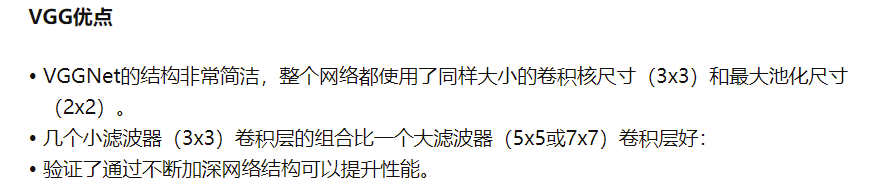 VGG优点
• VGGNet的结构非常简洁，整个网络都使用了同样大小的卷积核尺寸（3x3）和最大池化尺寸
（2x2）。
• 几个小滤波器（3x3）卷积层的组合比一个大滤波器（5x5或7x7）卷积层好：
• 验证了通过不断加深网络结构可以提升性能。